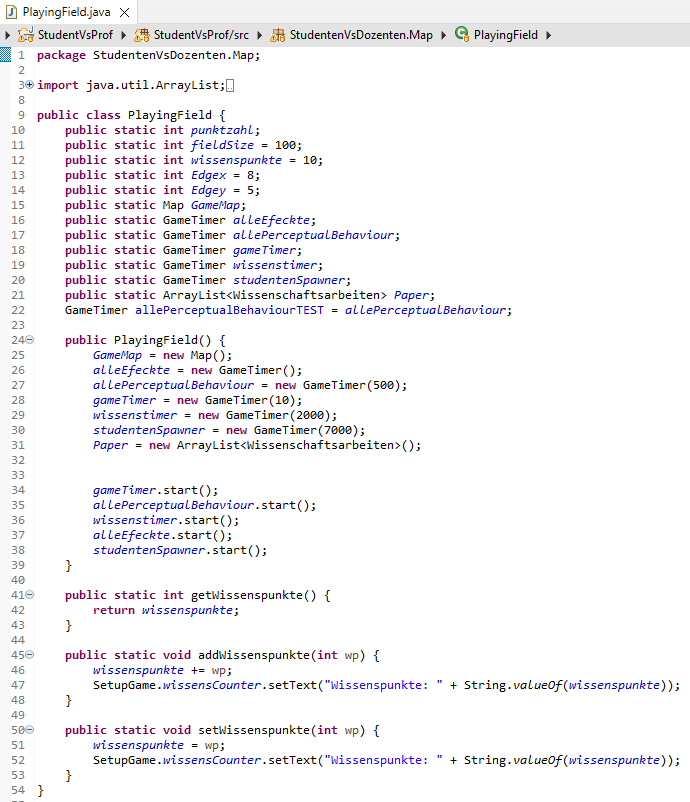 PlayingField.java
StudentVsProf StudentVsProf/src StudentenVsDozenten.Map PlayingField
1 package StudentenVsDozenten.Map;
2
3 import java.util.ArrayList;
8
9 public class PlayingField {
10 public static int punktzahl;
11 public static int fieldSize = 100;
12 public static int wissenspunkte = 10;
13 public static int Edgex = 8;
14 public static int Edgey = 5;
15 public static Map GameMap;
16 public static GameTimer alleEfeckte;
17 public static GameTimer allePerceptualBehaviour;
18 public static GameTimer gameTimer;
19 public static GameTimer wissenstimer;
20 public static GameTimer studentenSpawner;
21 public static ArrayList<Wissenschaftsarbeiten> Paper;
22 GameTimer allePerceptualBehaviourTEST = allePerceptualBehaviour;
23
24 public PlayingField() {
25 GameMap = new Map();
26 alleEfeckte = new GameTimer();
27 allePerceptualBehaviour = new GameTimer(500);
28 gameTimer = new GameTimer(10);
29 wissenstimer = new GameTimer(2000);
30 studentenSpawner = new GameTimer(7000);
31 Paper = new ArrayList<Wissenschaftsarbeiten>();
32
33
34 gameTimer.start();
35 allePerceptualBehaviour.start();
36 wissenstimer.start();
37 alleEfeckte.start();
38 studentenSpawner.start();
39 }
40
41 public static int getWissenspunkte() {
42 return wissenspunkte;
43 }
44
45 public static void addWissenspunkte(int wp) {
46 wissenspunkte += wp;
47 SetupGame.wissensCounter.setText("Wissenspunkte: " + String.valueOf(wissenspunkte));
48 }
49
50 public static void setWissenspunkte(int wp) {
51 wissenspunkte = wp;
52 SetupGame.wissensCounter.setText("Wissenspunkte: " + String.valueOf(wissenspunkte));
53 }
54 }